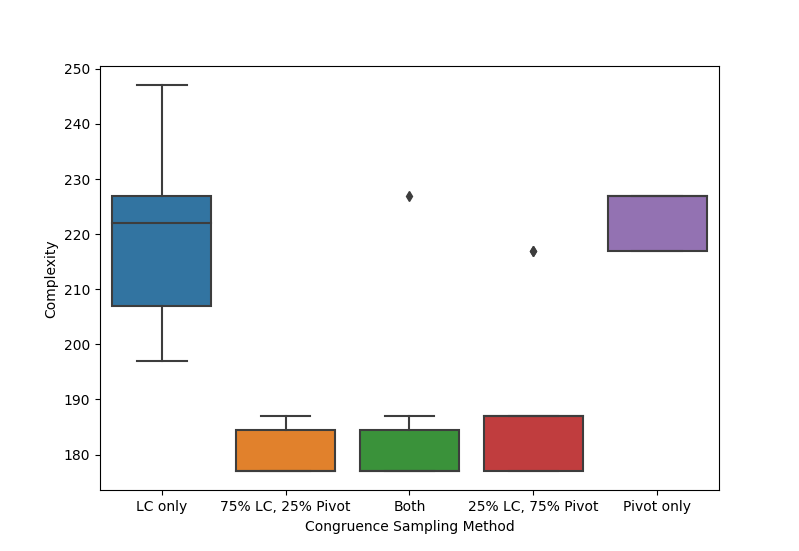 250
240
230
220
210
200
190
180
Complexity
LC only
75% LC, 25% Pivot
Both
25% LC, 75% Pivot
Pivot only
Congruence Sampling Method